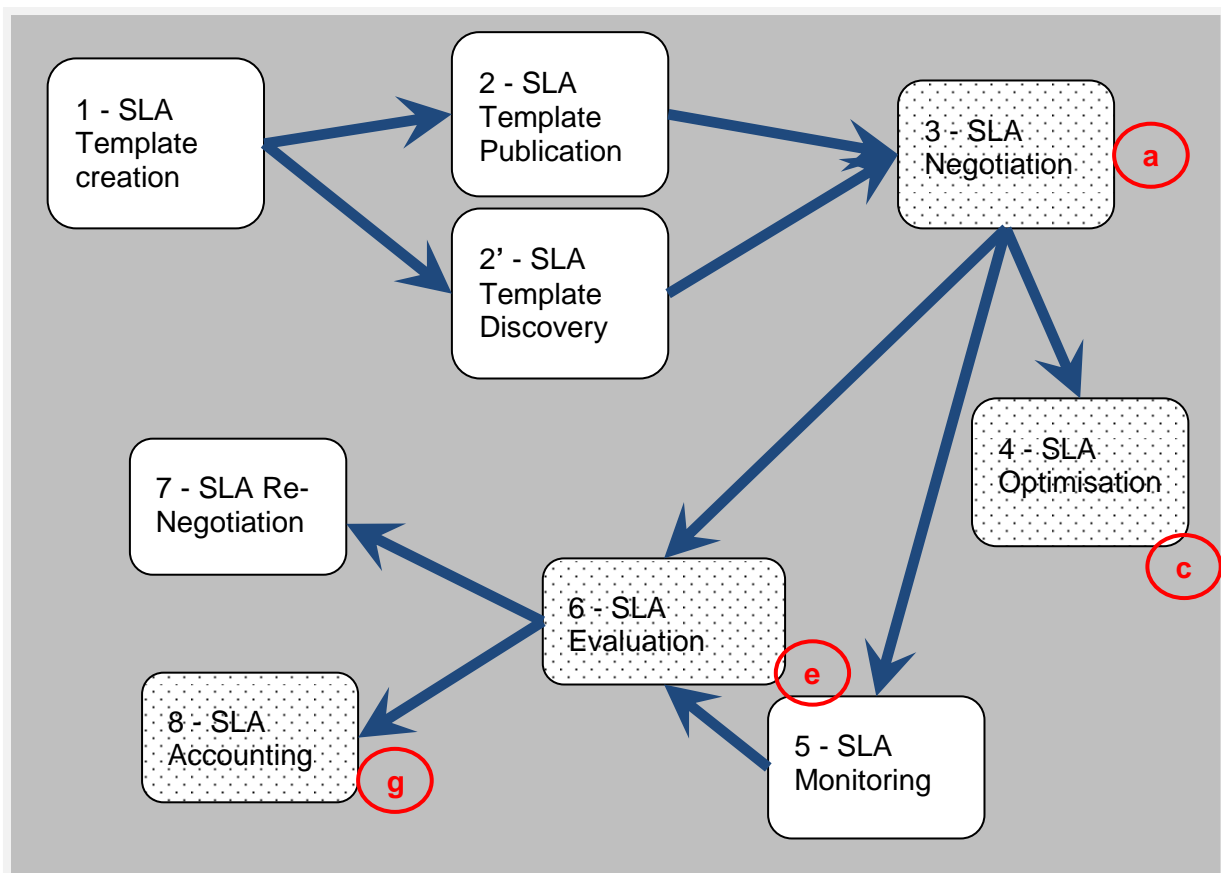 1 - SLA
Template
creation
2 - SLA
Template
Publication
2’ - SLA
Template
Discovery
3 - SLA
Negotiation
a
4 - SLA
Optimisation
c
7 - SLA Re-
Negotiation
6 - SLA
Evaluation
e
8 - SLA
Accounting
g
5 - SLA
Monitoring